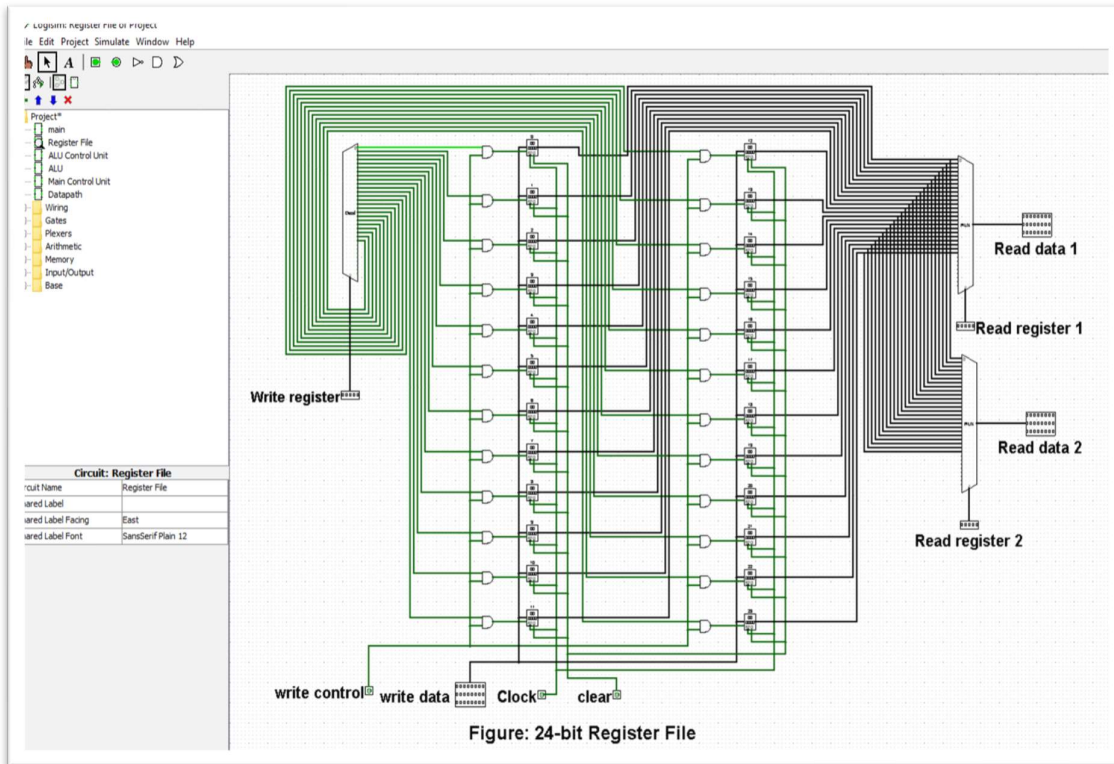 Logisim: Register File of Project
ile Edit Project Simulate Window Help
A
Project*
main
Register File
ALU Control Unit
ALU
Main Control Unit
Datapath
Wiring
Gates
Plexers
Arithmetic
Memory
Input/Output
Base
Circuit: Register File
rcuit Name Register File
ared Label
ared Label Facing East
ared Label Font SansSerif Plain 12
Read data 1
Read register 1
Write register
Read data 2
Read register 2
write control
write data
Clock
clear
Figure: 24-bit Register File